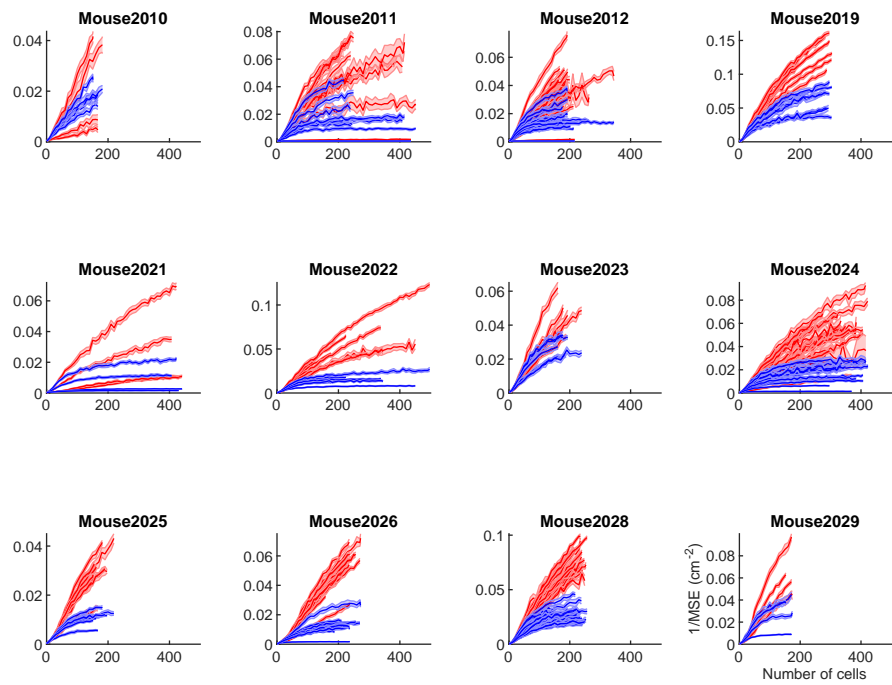 Mouse2010 Mouse2011 Mouse2012 Mouse2019
0.04 0.08 0.08 0.15
0.06 0.06 0.1
0.02 0.04 0.04 0.05
0.02 0.02
0 0 0 0
0 200 400 0 200 400 0 200 400 0 200 400
Mouse2021 Mouse2022 Mouse2023 Mouse2024
0.06 0.1 0.06 0.08
0.04 0.04 0.06
0.02 0.05 0.02 0.04
0.02
0 0 0 0
0 200 400 0 200 400 0 200 400 0 200 400
Mouse2025 Mouse2026 Mouse2028 Mouse2029
0.04 0.06 0.1 0.08
0.04 0.06
0.02 0.02 0.05 0.04
0.02
0 0 0 0
0 200 400 0 200 400 0 200 400 0 200 400
1/MSE (cm⁻²)
Number of cells